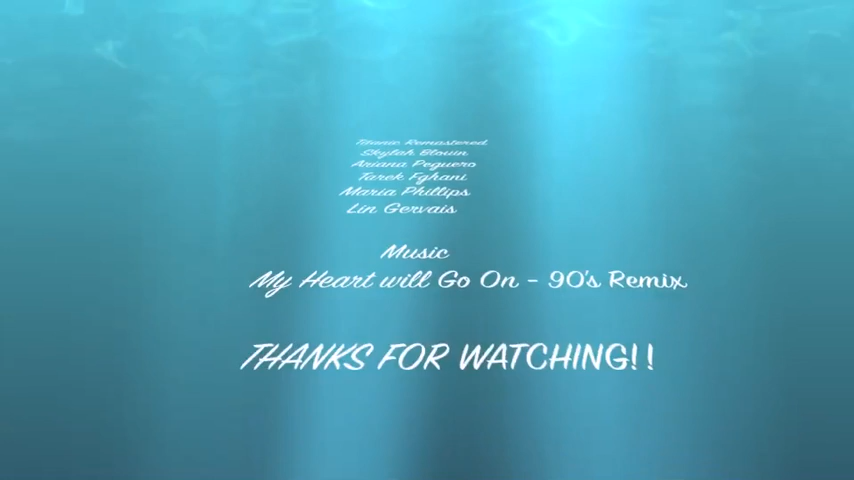 Titanic Remastered
Skylah Blouin
Ariana Peguero
Tarek Fghani
Maria Phillips
Lin Gervais
Music
My Heart will Go On - 90's Remix
THANKS FOR WATCHING!!